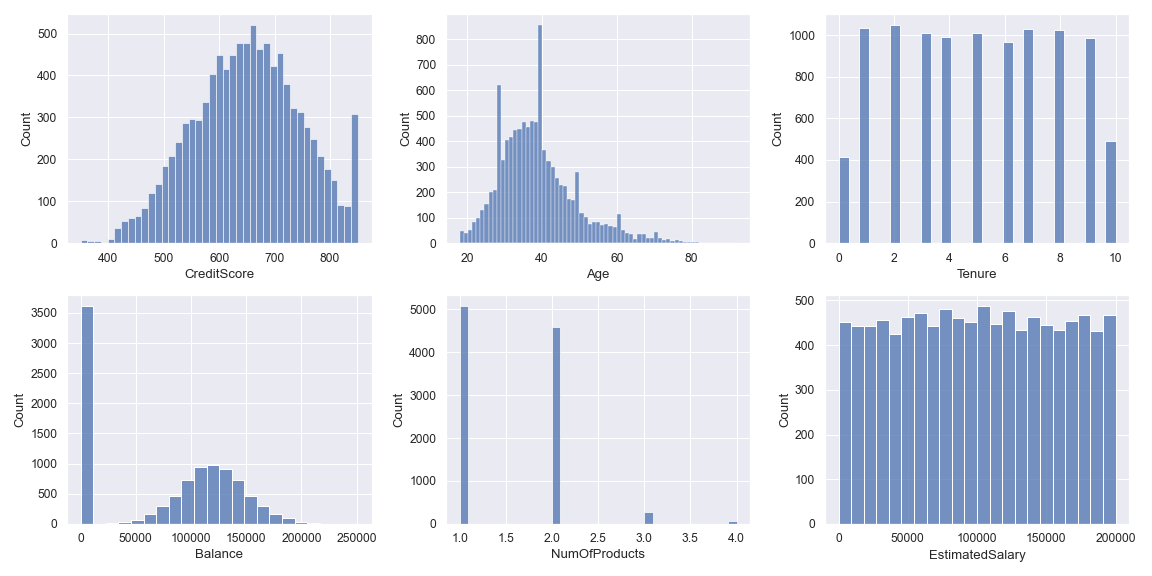 500
400
300
200
100
0
Count
400 500 600 700 800
CreditScore
800
700
600
500
400
300
200
100
0
Count
20 40 60 80
Age
1000
800
600
400
200
0
Count
0 2 4 6 8 10
Tenure
3500
3000
2500
2000
1500
1000
500
0
Count
0 50000 100000 150000 200000 250000
Balance
5000
4000
3000
2000
1000
0
Count
1.0 1.5 2.0 2.5 3.0 3.5 4.0
NumOfProducts
500
400
300
200
100
0
Count
0 50000 100000 150000 200000
EstimatedSalary